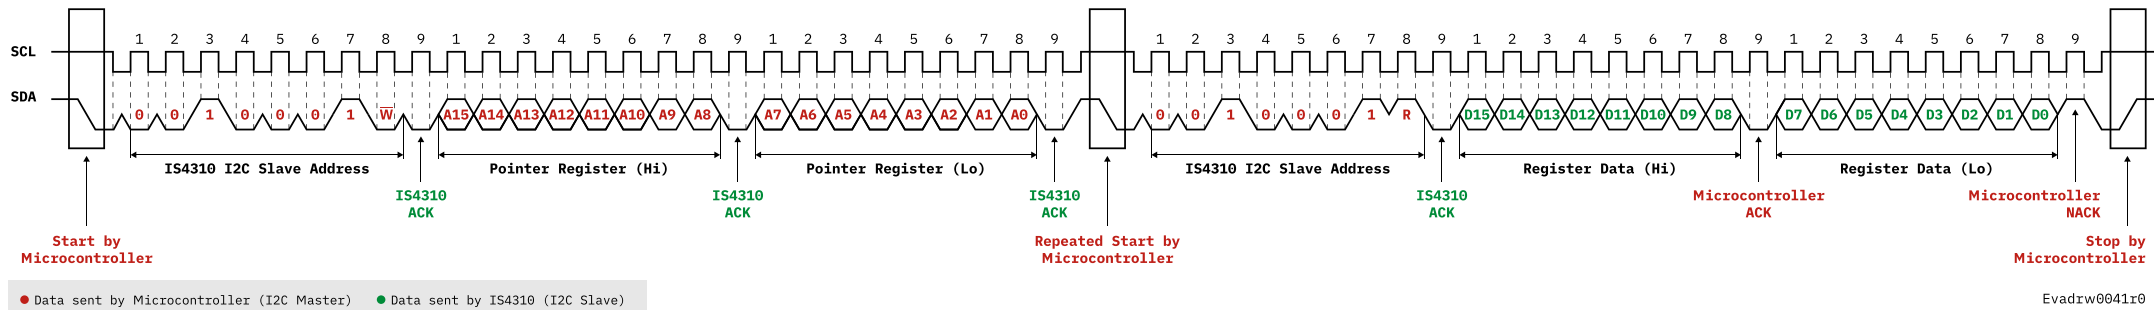 1 2 3 4 5 6 7 8 9 1 2 3 4 5 6 7 8 9 1 2 3 4 5 6 7 8 9 1 2 3 4 5 6 7 8 9 1 2 3 4 5 6 7 8 9 1 2 3 4 5 6 7 8 9
SCL
SDA
0 0 1 0 0 0 1 W̅ A15 A14 A13 A12 A11 A10 A9 A8 A7 A6 A5 A4 A3 A2 A1 A0 0 0 1 0 0 0 1 R D15 D14 D13 D12 D11 D10 D9 D8 D7 D6 D5 D4 D3 D2 D1 D0
IS4310 I2C Slave Address Pointer Register (Hi) Pointer Register (Lo) IS4310 I2C Slave Address Register Data (Hi) Register Data (Lo)
IS4310
ACK
IS4310
ACK
IS4310
ACK
IS4310
ACK
Microcontroller
ACK
Microcontroller
NACK
Start by
Microcontroller
Repeated Start by
Microcontroller
Stop by
Microcontroller
Data sent by Microcontroller (I2C Master) Data sent by IS4310 (I2C Slave)
Evadrw0041r0